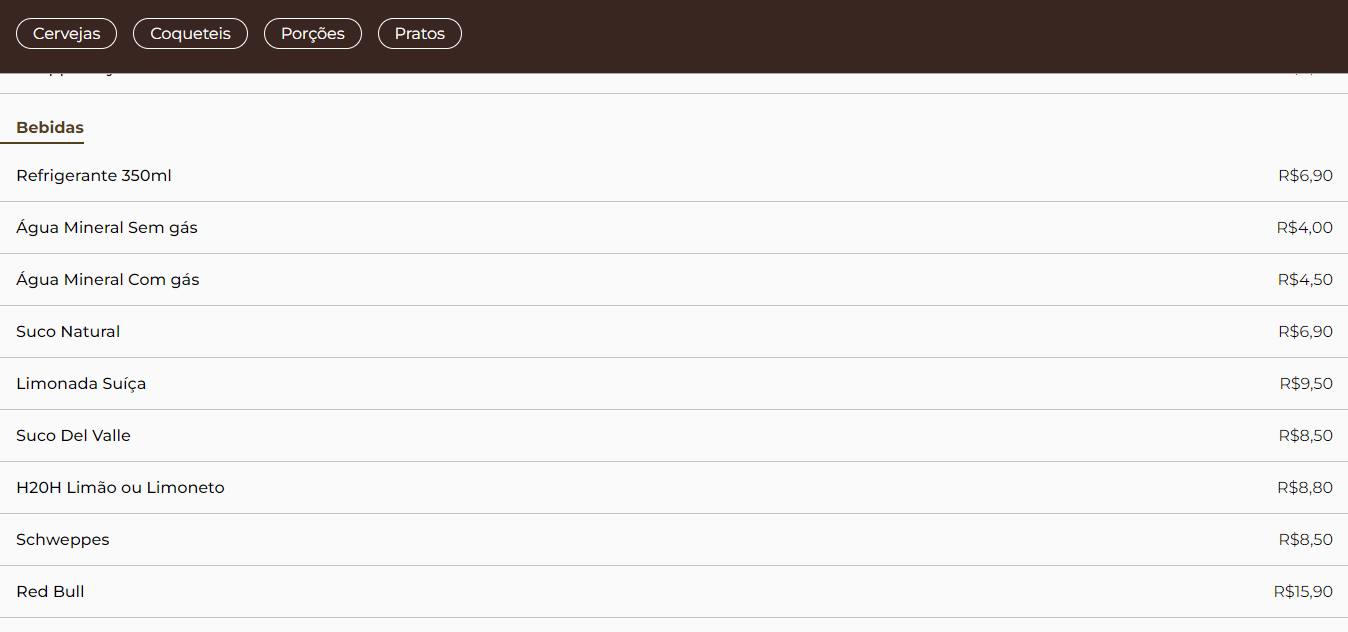 Cervejas Coqueteis Porções Pratos
Bebidas
Refrigerante 350ml R$6,90
Água Mineral Sem gás R$4,00
Água Mineral Com gás R$4,50
Suco Natural R$6,90
Limonada Suíça R$9,50
Suco Del Valle R$8,50
H20H Limão ou Limoneto R$8,80
Schweppes R$8,50
Red Bull R$15,90